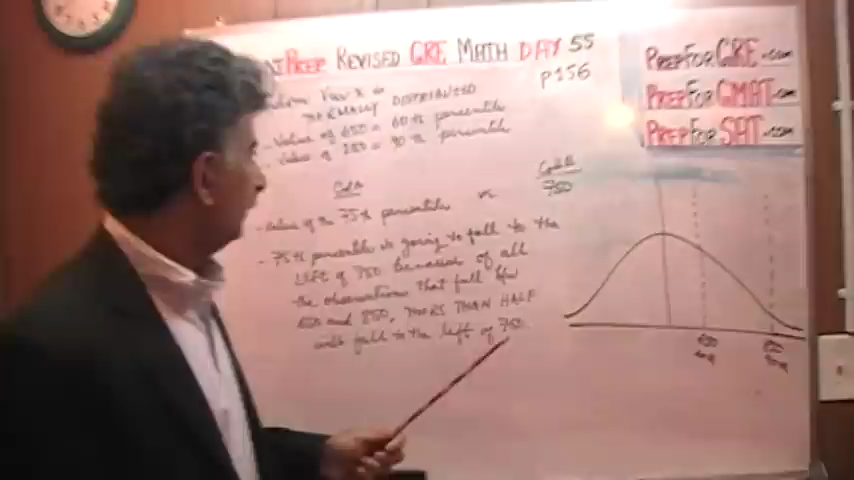 PREP REVISED GRE MATH DAY 55
p156
PREPFORGRE.com
PREPFORGMAT.com
PREPFORSAT.com
NORMALLY DISTRIBUTED
- Value of 650 = 60th percentile
- Value of 850 = 90th percentile
Col A
Col B
- Value of the 75th percentile vs 750
- 75th percentile is going to fall to the
LEFT of 750 because of all
the observations that fall b/w
650 and 850, MORE THAN HALF
will fall to the left of 750.
650
850